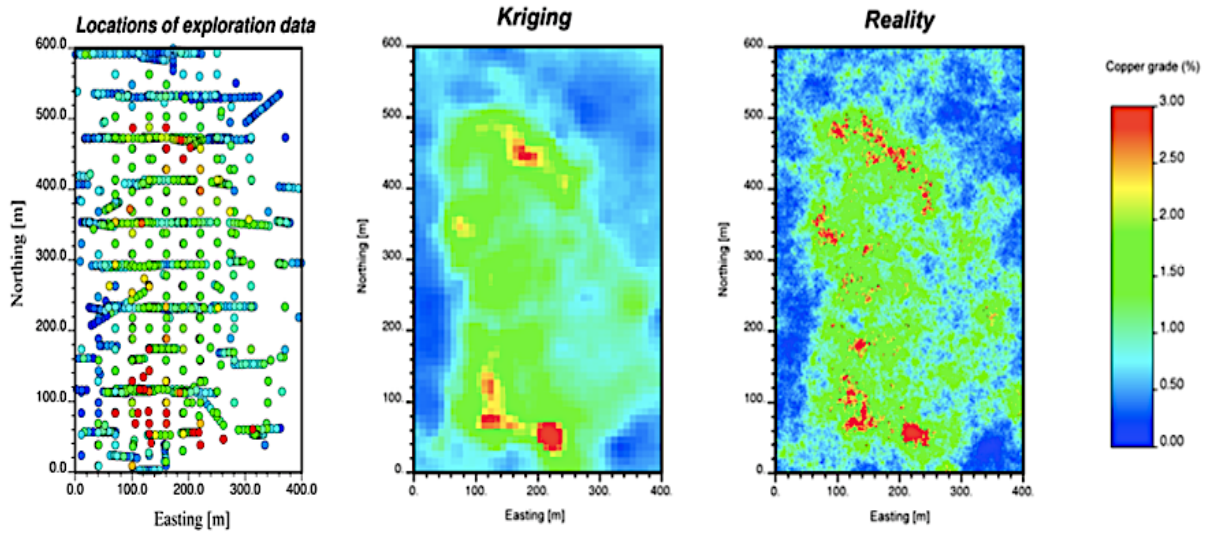 Locations of exploration data
600.0
500.0
400.0
300.0
200.0
100.0
0.0
Northing [m]
0.0 100.0 200.0 300.0 400.0
Easting [m]
Kriging
600.
500.
400.
300.
200.
100.
0.
Northing [m]
0. 100. 200. 300. 400.
Easting [m]
Reality
600.
500.
400.
300.
200.
100.
0.
Northing [m]
0. 100. 200. 300. 400.
Easting [m]
Copper grade (%)
3.00
2.50
2.00
1.50
1.00
0.50
0.00